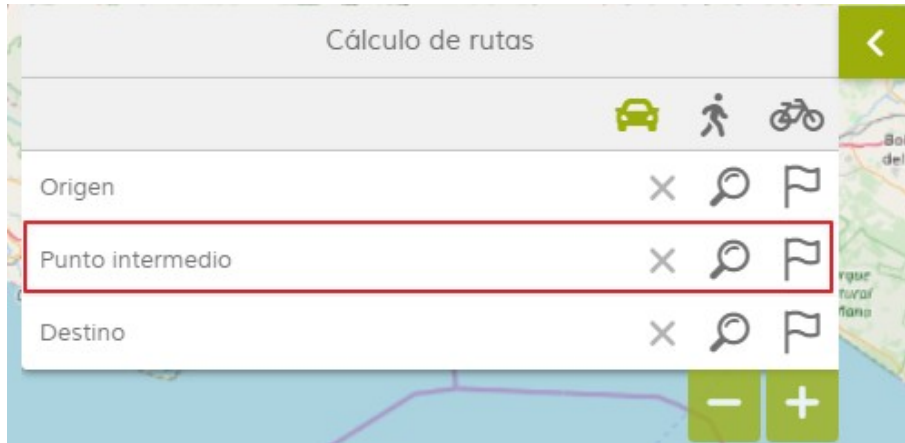 Cálculo de rutas
Origen
Punto intermedio
Destino